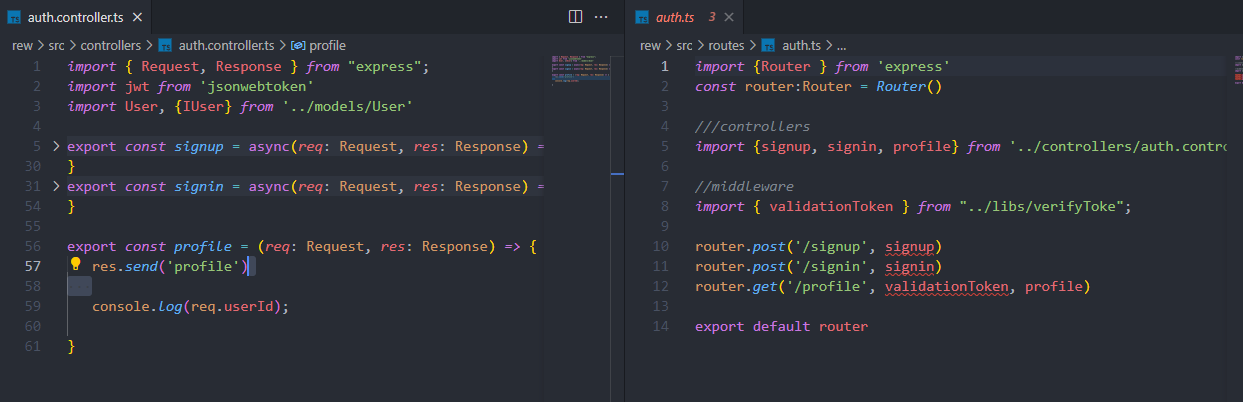 auth.controller.ts
rew > src > controllers > auth.controller.ts > profile
1 import { Request, Response } from "express";
2 import jwt from 'jsonwebtoken'
3 import User, {IUser} from '../models/User'
4
5 export const signup = async(req: Request, res: Response) =
30 }
31 export const signin = async(req: Request, res: Response) =
54 }
55
56 export const profile = (req: Request, res: Response) => {
57 res.send('profile')
58
59 console.log(req.userId);
60
61 }
auth.ts 3
rew > src > routes > auth.ts > ...
1 import {Router } from 'express'
2 const router:Router = Router()
4 ///controllers
5 import {signup, signin, profile} from '../controllers/auth.contro
6
7 //middleware
8 import { validationToken } from "../libs/verifyToke";
9
10 router.post('/signup', signup)
11 router.post('/signin', signin)
12 router.get('/profile', validationToken, profile)
13
14 export default router